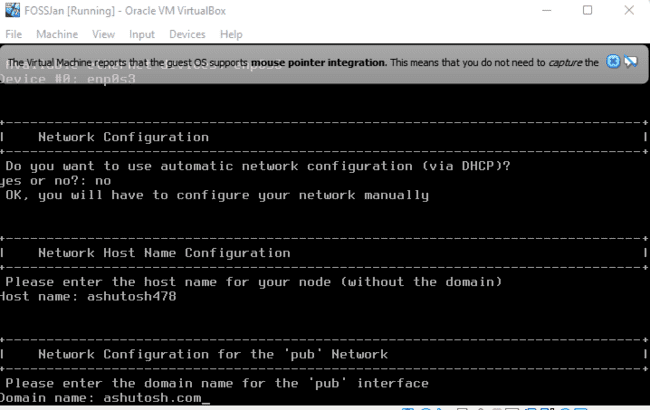 FOSSJan [Running] - Oracle VM VirtualBox
File Machine View Input Devices Help
The Virtual Machine reports that the guest OS supports mouse pointer integration. This means that you do not need to capture the
Device #0: enp0s3
+------------------------------------------------------------------------------+
| Network Configuration |
+------------------------------------------------------------------------------+
Do you want to use automatic network configuration (via DHCP)?
yes or no?: no
OK, you will have to configure your network manually
+------------------------------------------------------------------------------+
| Network Host Name Configuration |
+------------------------------------------------------------------------------+
Please enter the host name for your node (without the domain)
Host name: ashutosh478
+------------------------------------------------------------------------------+
| Network Configuration for the 'pub' Network |
+------------------------------------------------------------------------------+
Please enter the domain name for the 'pub' interface
Domain name: ashutosh.com_